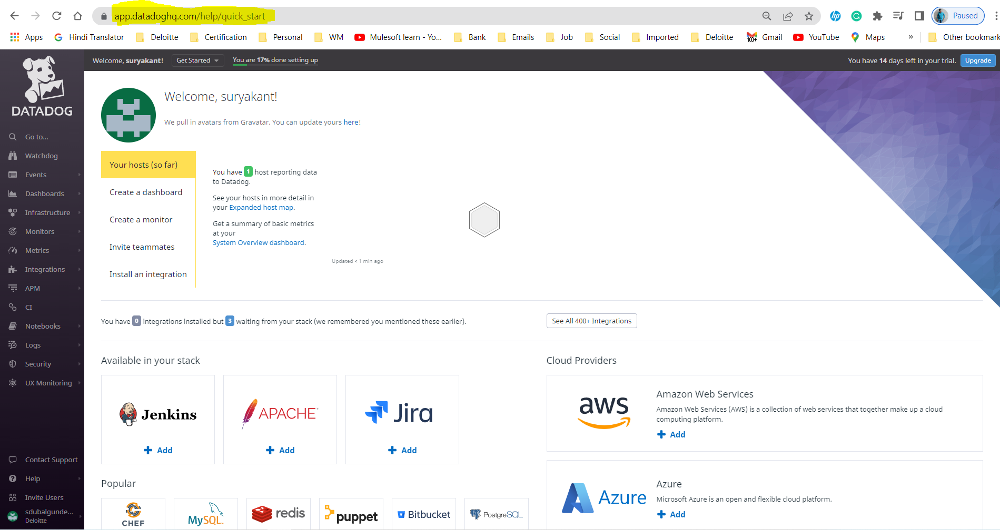 app.datadoghq.com/help/quick_start
Paused
Apps
Hindi Translator
Deloitte
Certification
Personal
WM
Mulesoft learn - Yo...
Bank
Emails
Job
Social
Imported
Deloitte
100+
Gmail
YouTube
Maps
»
Other bookmark
DATADOG
Go to...
Watchdog
Events
Dashboards
Infrastructure
Monitors
Metrics
Integrations
APM
CI
Notebooks
Logs
Security
UX Monitoring
Contact Support
Help
Invite Users
sdubalgunde...
Deloitte
Welcome, suryakant!
Get Started
You are 17% done setting up
You have 14 days left in your trial.
Upgrade
Welcome, suryakant!
We pull in avatars from Gravatar. You can update yours here!
Your hosts (so far)
Create a dashboard
Create a monitor
Invite teammates
Install an integration
You have 1 host reporting data
to Datadog.
See your hosts in more detail in
your Expanded host map.
Get a summary of basic metrics
at your
System Overview dashboard.
Updated < 1 min ago
You have 0 integrations installed but 3 waiting from your stack (we remembered you mentioned these earlier).
See All 400+ Integrations
Available in your stack
Jenkins
Add
APACHE
Add
Jira
Add
Popular
CHEF
MySQL
redis
puppet
Bitbucket
PostgreSQL
Cloud Providers
aws
Amazon Web Services
Amazon Web Services (AWS) is a collection of web services that together make up a cloud
computing platform.
Add
Azure
Azure
Microsoft Azure is an open and flexible cloud platform.
Add